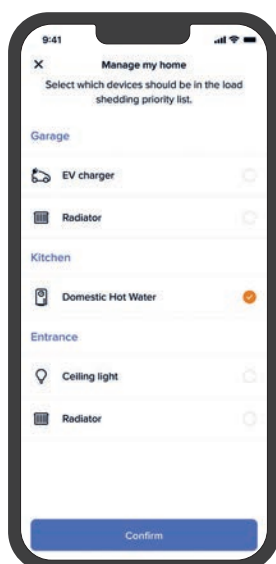 9:41
Manage my home
Select which devices should be in the load
shedding priority list.
Garage
EV charger
Radiator
Kitchen
Domestic Hot Water
Entrance
Ceiling light
Radiator
Confirm